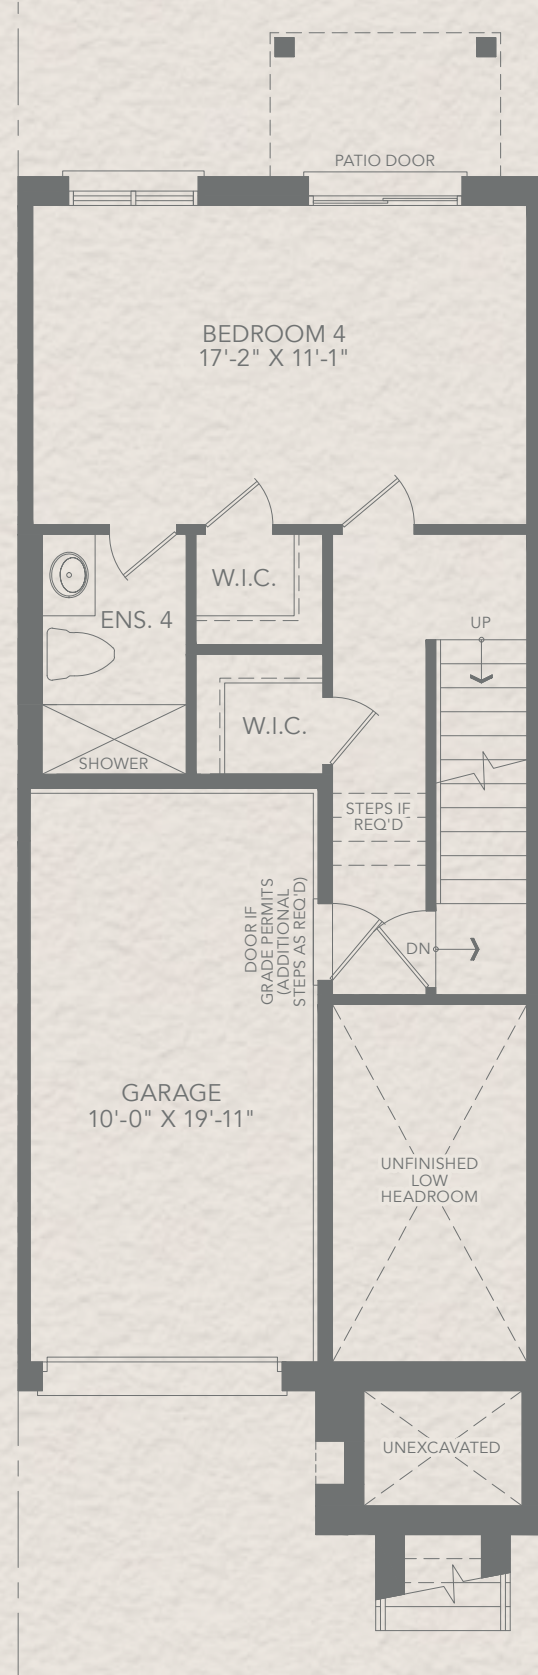 PATIO DOOR
BEDROOM 4
17'-2" X 11'-1"
W.I.C.
ENS. 4
UP
W.I.C.
SHOWER
STEPS IF
REQ'D
DOOR IF
GRADE PERMITS
(ADDITIONAL
STEPS AS REQ'D)
DN
GARAGE
10'-0" X 19'-11"
UNFINISHED
LOW
HEADROOM
UNEXCAVATED